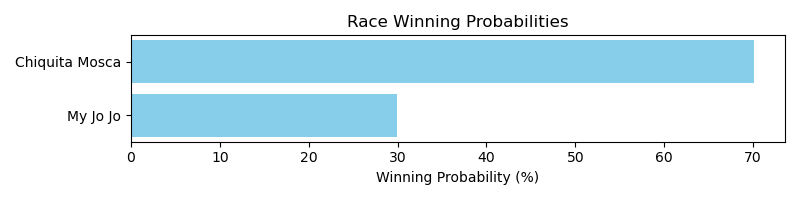 Race Winning Probabilities
Chiquita Mosca
My Jo Jo
0 10 20 30 40 50 60 70
Winning Probability (%)